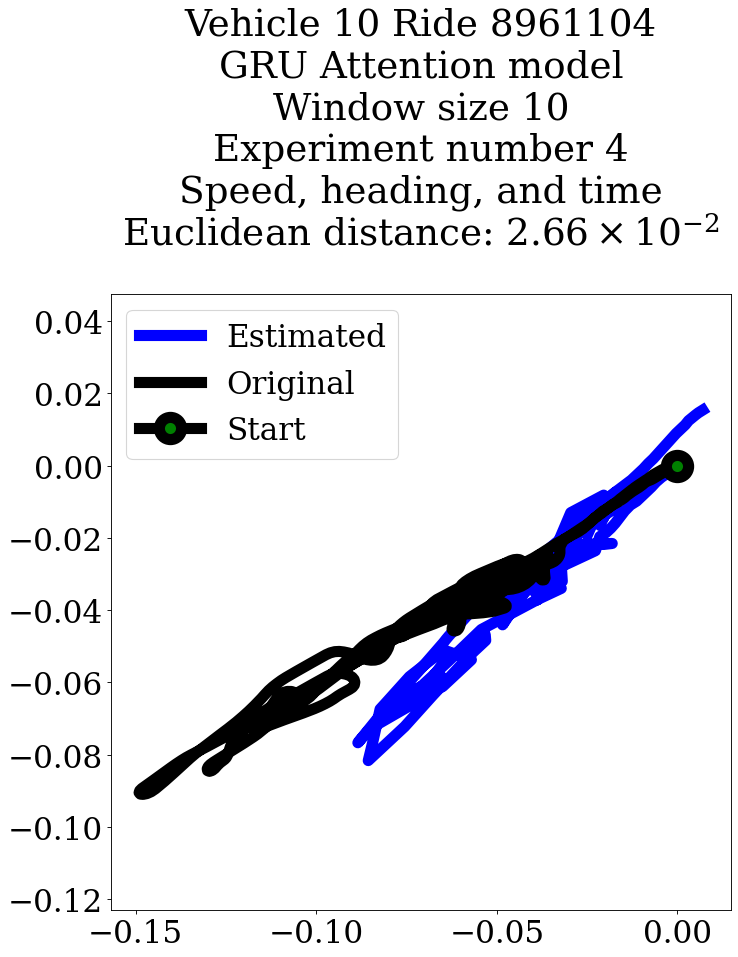 Vehicle 10 Ride 8961104
GRU Attention model
Window size 10
Experiment number 4
Speed, heading, and time
Euclidean distance: 2.66 × 10⁻²
Estimated
Original
Start
0.04
0.02
0.00
−0.02
−0.04
−0.06
−0.08
−0.10
−0.12
−0.15 −0.10 −0.05 0.00